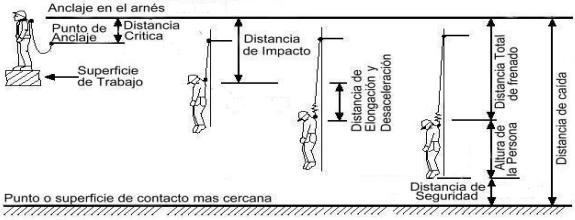 Anclaje en el arnés
Punto de
Anclaje
Distancia
Critica
Superficie
de Trabajo
Distancia
de Impacto
Distancia de
Elongación y
Desaceleración
Distancia Total
de frenado
Altura de
la Persona
Distancia de caída
Distancia de
Seguridad
Punto o superficie de contacto mas cercana